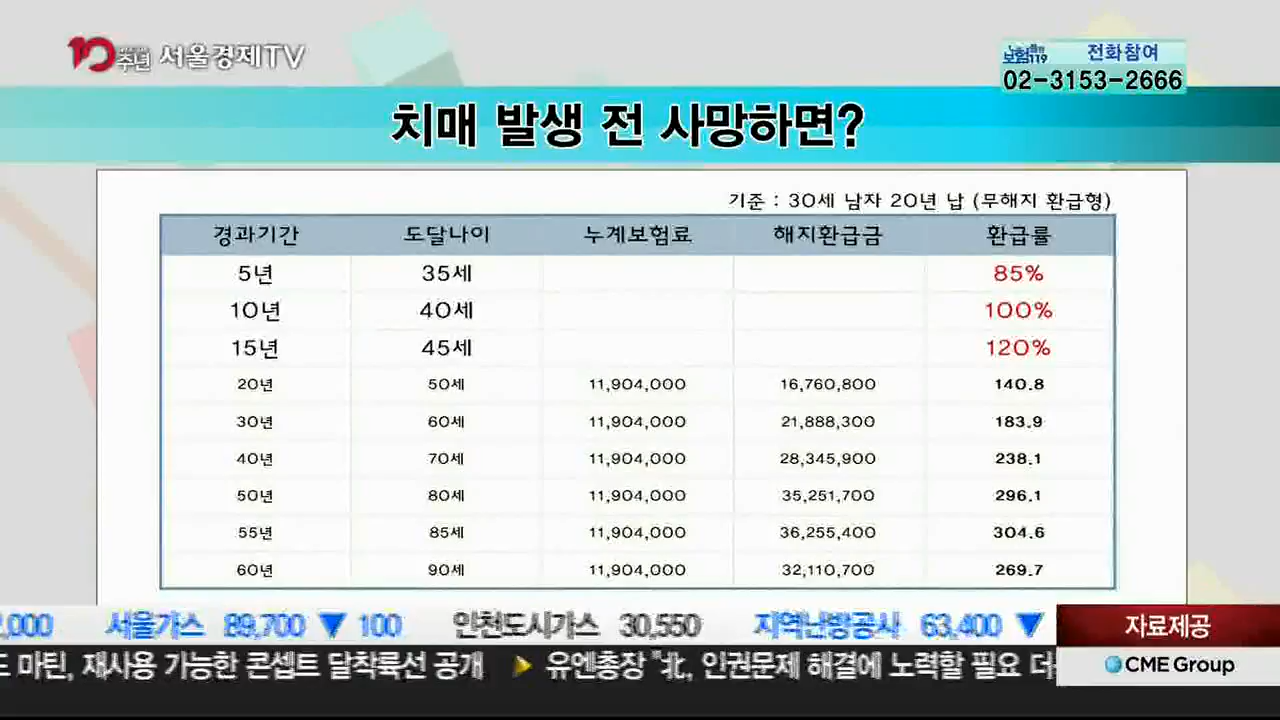 10주년 서울경제TV
보험119 전화참여
02-3153-2666
치매 발생 전 사망하면?
기준 : 30세 남자 20년 납 (무해지 환급형)
경과기간 도달나이 누계보험료 해지환급금 환급률
5년 35세 85%
10년 40세 100%
15년 45세 120%
20년 50세 11,904,000 16,760,800 140.8
30년 60세 11,904,000 21,888,300 183.9
40년 70세 11,904,000 28,345,900 238.1
50년 80세 11,904,000 35,251,700 296.1
55년 85세 11,904,000 36,255,400 304.6
60년 90세 11,904,000 32,110,700 269.7
,000 서울가스 89,700 ▼ 100 인천도시가스 30,550 지역난방공사 63,400 ▼
자료제공
마틴, 재사용 가능한 콘셉트 달착륙선 공개 ▶ 유엔총장 "北, 인권문제 해결에 노력할 필요 더
CME Group